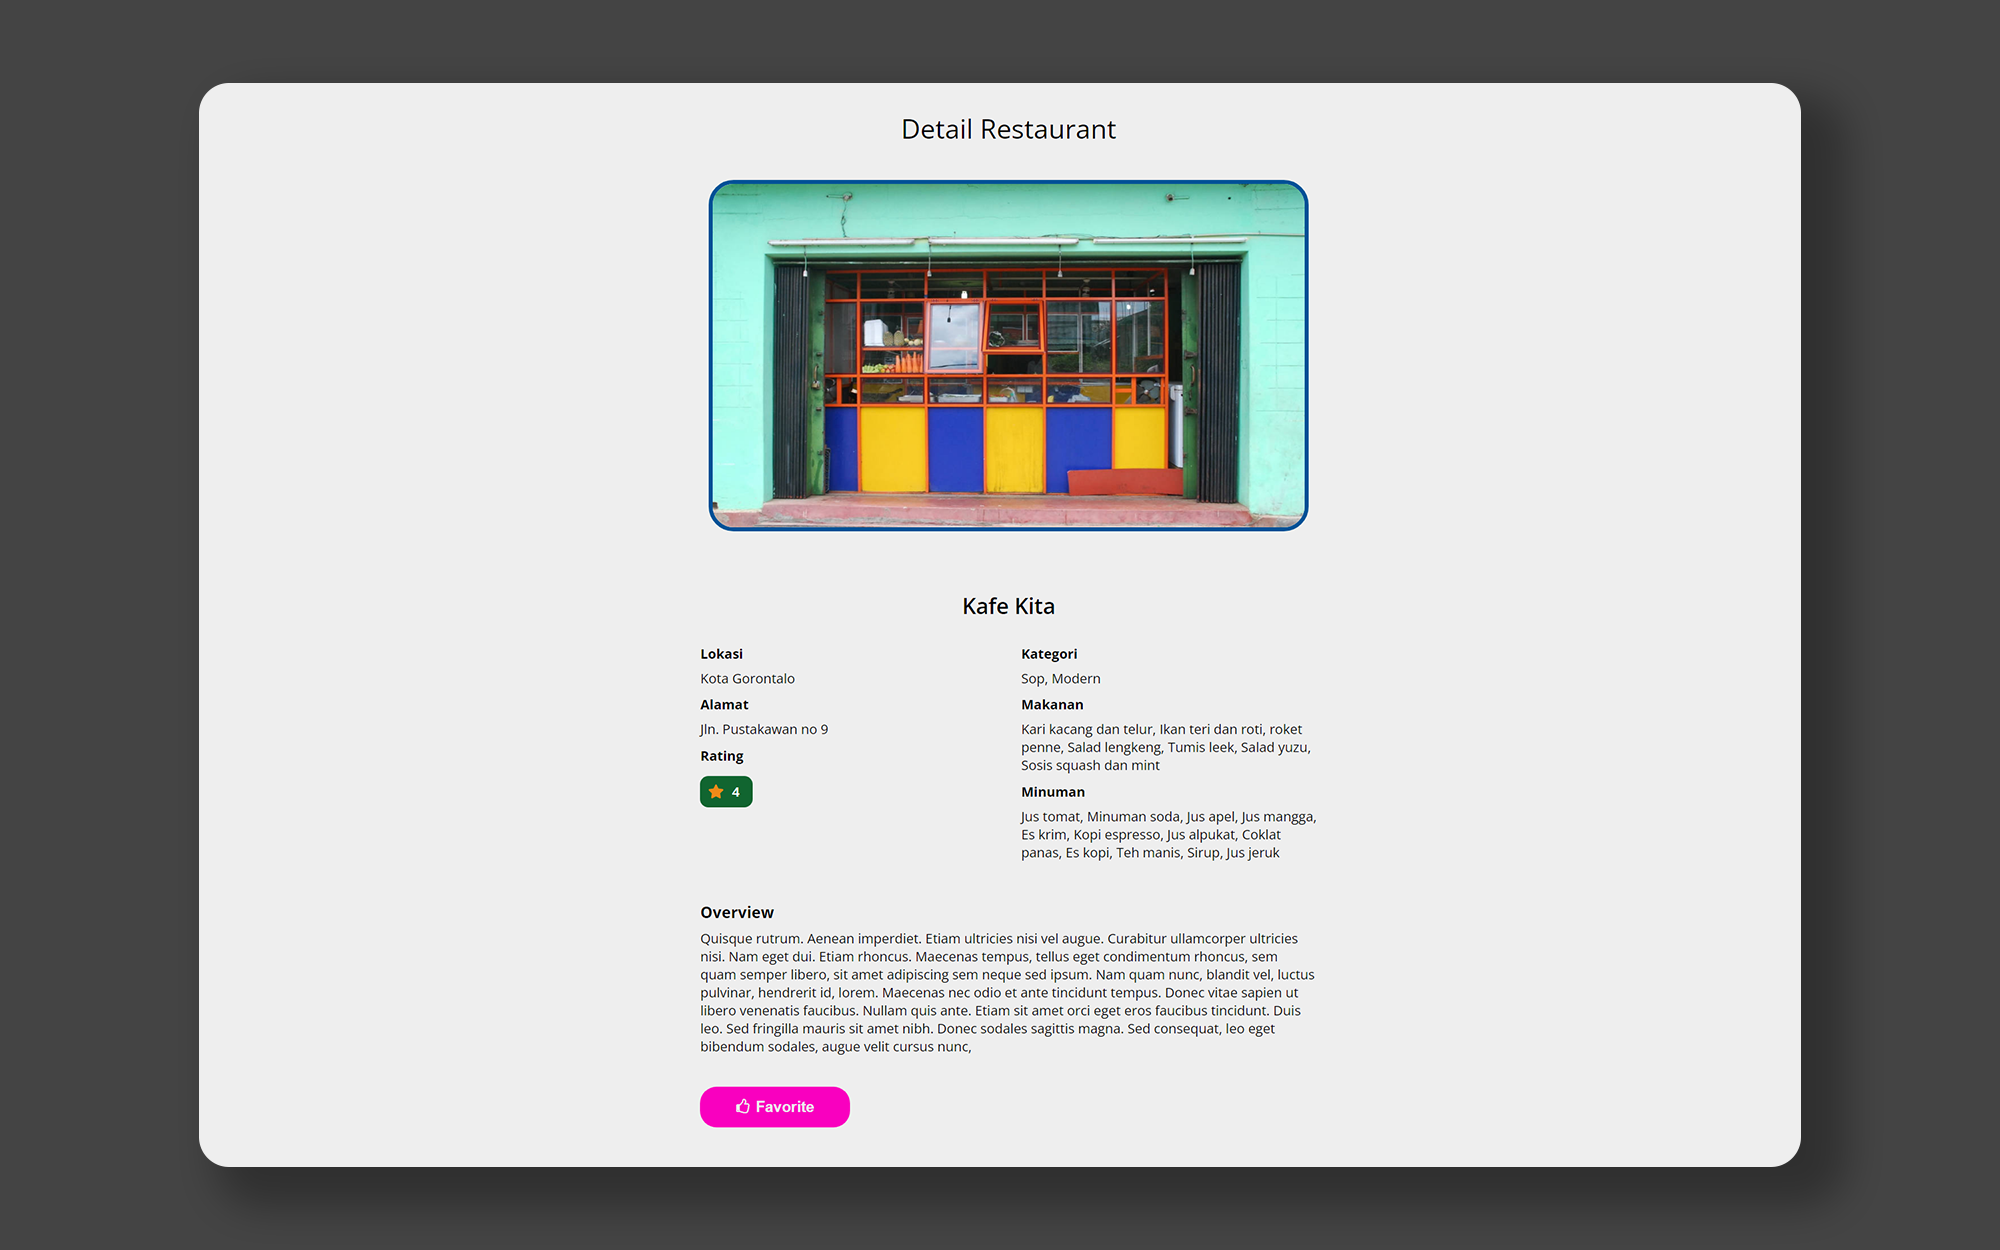 Detail Restaurant
Kafe Kita
Lokasi
Kota Gorontalo
Alamat
Jln. Pustakawan no 9
Rating
4
Kategori
Sop, Modern
Makanan
Kari kacang dan telur, Ikan teri dan roti, roket
penne, Salad lengkeng, Tumis leek, Salad yuzu,
Sosis squash dan mint
Minuman
Jus tomat, Minuman soda, Jus apel, Jus mangga,
Es krim, Kopi espresso, Jus alpukat, Coklat
panas, Es kopi, Teh manis, Sirup, Jus jeruk
Overview
Quisque rutrum. Aenean imperdiet. Etiam ultricies nisi vel augue. Curabitur ullamcorper ultricies
nisi. Nam eget dui. Etiam rhoncus. Maecenas tempus, tellus eget condimentum rhoncus, sem
quam semper libero, sit amet adipiscing sem neque sed ipsum. Nam quam nunc, blandit vel, luctus
pulvinar, hendrerit id, lorem. Maecenas nec odio et ante tincidunt tempus. Donec vitae sapien ut
libero venenatis faucibus. Nullam quis ante. Etiam sit amet orci eget eros faucibus tincidunt. Duis
leo. Sed fringilla mauris sit amet nibh. Donec sodales sagittis magna. Sed consequat, leo eget
bibendum sodales, augue velit cursus nunc,
Favorite